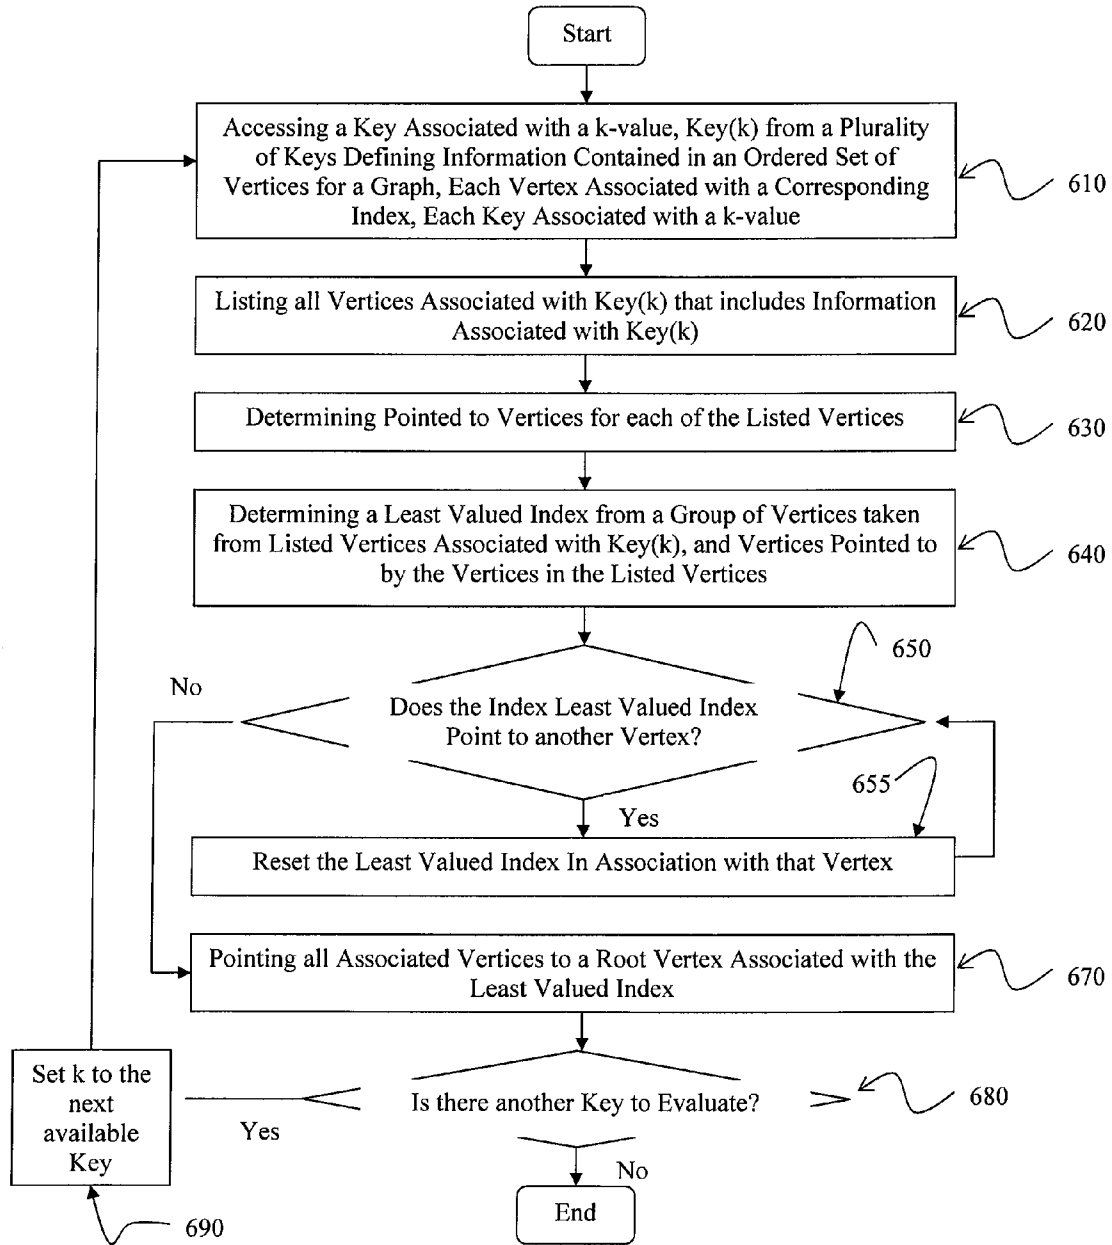 Start
Accessing a Key Associated with a k-value, Key(k) from a Plurality
of Keys Defining Information Contained in an Ordered Set of
Vertices for a Graph, Each Vertex Associated with a Corresponding
Index, Each Key Associated with a k-value
610
Listing all Vertices Associated with Key(k) that includes Information
Associated with Key(k)
620
Determining Pointed to Vertices for each of the Listed Vertices
630
Determining a Least Valued Index from a Group of Vertices taken
from Listed Vertices Associated with Key(k), and Vertices Pointed to
by the Vertices in the Listed Vertices
640
650
No
Does the Index Least Valued Index
Point to another Vertex?
655
Yes
Reset the Least Valued Index In Association with that Vertex
Pointing all Associated Vertices to a Root Vertex Associated with the
Least Valued Index
670
Set k to the
next
available
Key
Is there another Key to Evaluate?
680
Yes
No
End
690